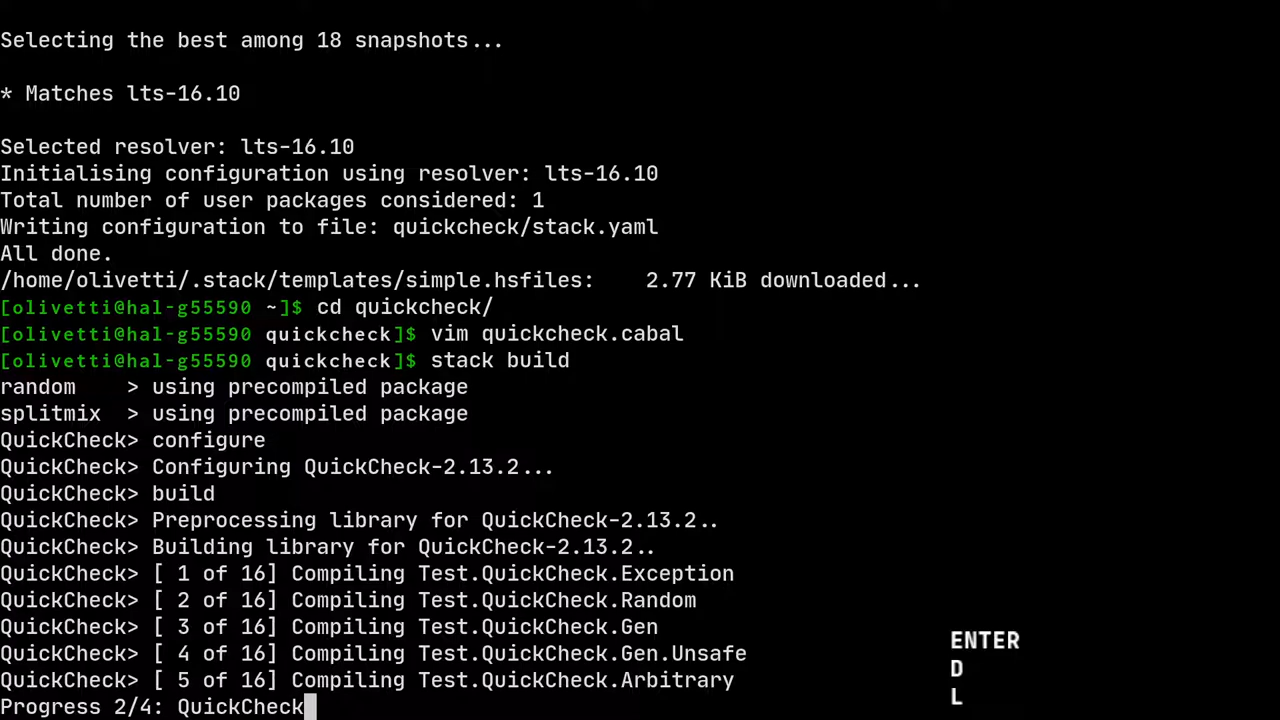 Selecting the best among 18 snapshots...
* Matches lts-16.10
Selected resolver: lts-16.10
Initialising configuration using resolver: lts-16.10
Total number of user packages considered: 1
Writing configuration to file: quickcheck/stack.yaml
All done.
/home/olivetti/.stack/templates/simple.hsfiles:    2.77 KiB downloaded...
[olivetti@hal-g55590 ~]$ cd quickcheck/
[olivetti@hal-g55590 quickcheck]$ vim quickcheck.cabal
[olivetti@hal-g55590 quickcheck]$ stack build
random    > using precompiled package
splitmix  > using precompiled package
QuickCheck> configure
QuickCheck> Configuring QuickCheck-2.13.2...
QuickCheck> build
QuickCheck> Preprocessing library for QuickCheck-2.13.2..
QuickCheck> Building library for QuickCheck-2.13.2..
QuickCheck> [ 1 of 16] Compiling Test.QuickCheck.Exception
QuickCheck> [ 2 of 16] Compiling Test.QuickCheck.Random
QuickCheck> [ 3 of 16] Compiling Test.QuickCheck.Gen
QuickCheck> [ 4 of 16] Compiling Test.QuickCheck.Gen.Unsafe
QuickCheck> [ 5 of 16] Compiling Test.QuickCheck.Arbitrary
Progress 2/4: QuickCheck
ENTER
D
L